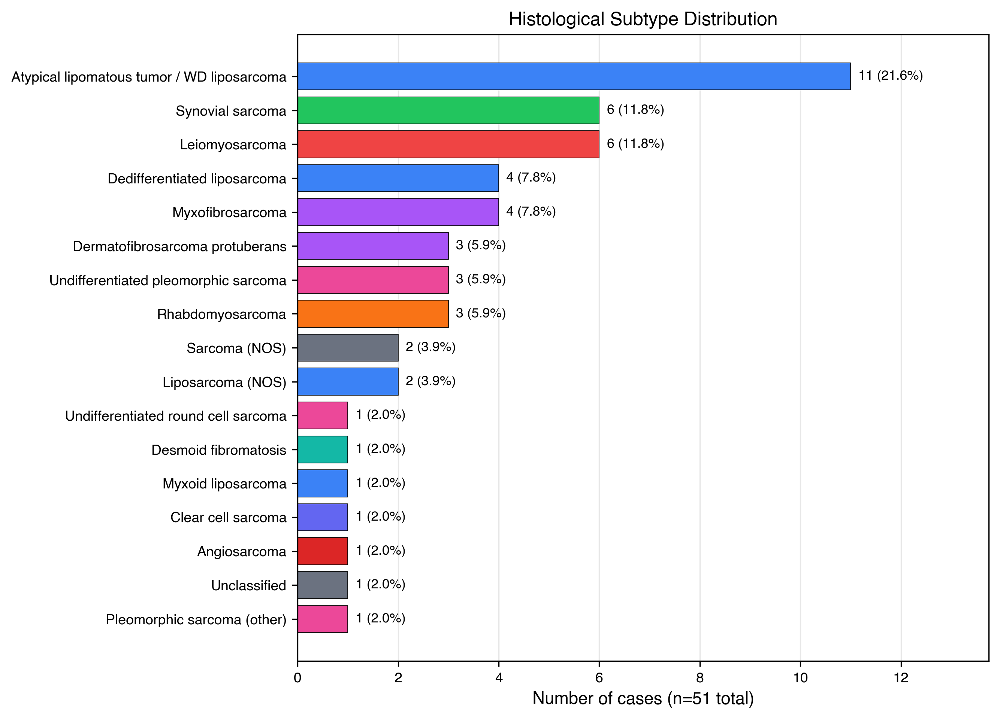 Histological Subtype Distribution
Atypical lipomatous tumor / WD liposarcoma 11 (21.6%)
Synovial sarcoma 6 (11.8%)
Leiomyosarcoma 6 (11.8%)
Dedifferentiated liposarcoma 4 (7.8%)
Myxofibrosarcoma 4 (7.8%)
Dermatofibrosarcoma protuberans 3 (5.9%)
Undifferentiated pleomorphic sarcoma 3 (5.9%)
Rhabdomyosarcoma 3 (5.9%)
Sarcoma (NOS) 2 (3.9%)
Liposarcoma (NOS) 2 (3.9%)
Undifferentiated round cell sarcoma 1 (2.0%)
Desmoid fibromatosis 1 (2.0%)
Myxoid liposarcoma 1 (2.0%)
Clear cell sarcoma 1 (2.0%)
Angiosarcoma 1 (2.0%)
Unclassified 1 (2.0%)
Pleomorphic sarcoma (other) 1 (2.0%)
0 2 4 6 8 10 12
Number of cases (n=51 total)